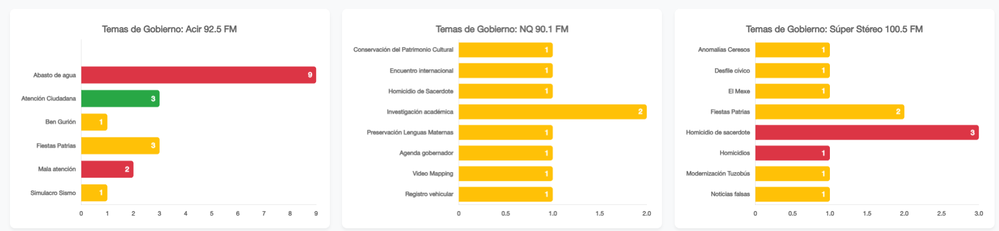 Temas de Gobierno: Acir 92.5 FM
Abasto de agua 9
Atención Ciudadana 3
Ben Gurión 1
Fiestas Patrias 3
Mala atención 2
Simulacro Sismo 1
0 1 2 3 4 5 6 7 8 9
Temas de Gobierno: NQ 90.1 FM
Conservación del Patrimonio Cultural 1
Encuentro internacional 1
Homicidio de Sacerdote 1
Investigación académica 2
Preservación Lenguas Maternas 1
Agenda gobernador 1
Video Mapping 1
Registro vehicular 1
0 0.5 1.0 1.5 2.0
Temas de Gobierno: Súper Stéreo 100.5 FM
Anomalías Ceresos 1
Desfile cívico 1
El Mexe 1
Fiestas Patrias 2
Homicidio de sacerdote 3
Homicidios 1
Modernización Tuzobús 1
Noticias falsas 1
0 0.5 1.0 1.5 2.0 2.5 3.0